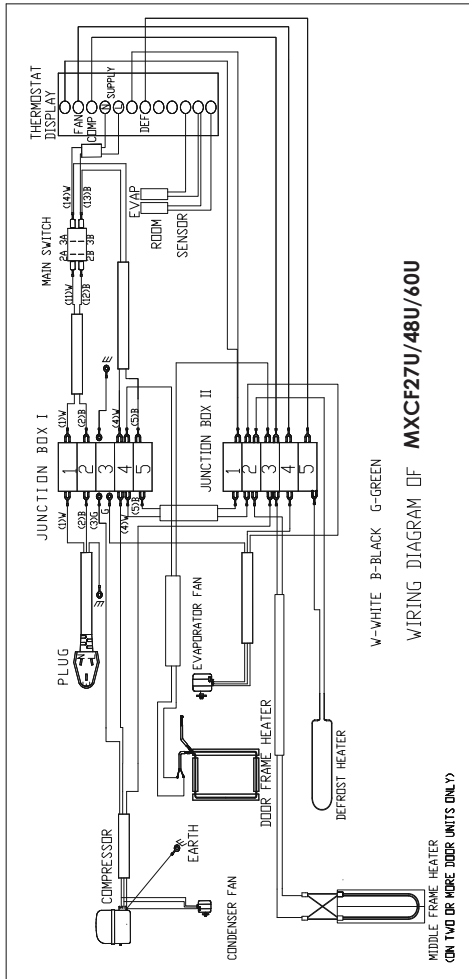 THERMOSTAT
DISPLAY
FAN
COMP
N
SUPPLY
L
DEF
MAIN SWITCH
2A 3A
2B 3B
(14)W
(13)B
(11)W
(12)B
EVAP
ROOM
SENSOR
JUNCTION BOX I
(1)W
(2)B
(4)W
(5)B
1
2
3
4
5
(1)W
(2)B
(3)G
G
(4)W
(5)B
JUNCTION BOX II
1
2
3
4
5
PLUG
N
EVAPORATOR FAN
DOOR FRAME HEATER
DEFROST HEATER
COMPRESSOR
EARTH
CONDENSER FAN
MIDDLE FRAME HEATER
(ON TWO OR MORE DOOR UNITS ONLY)
W-WHITE B-BLACK G-GREEN
WIRING DIAGRAM OF MXCF27U/48U/60U